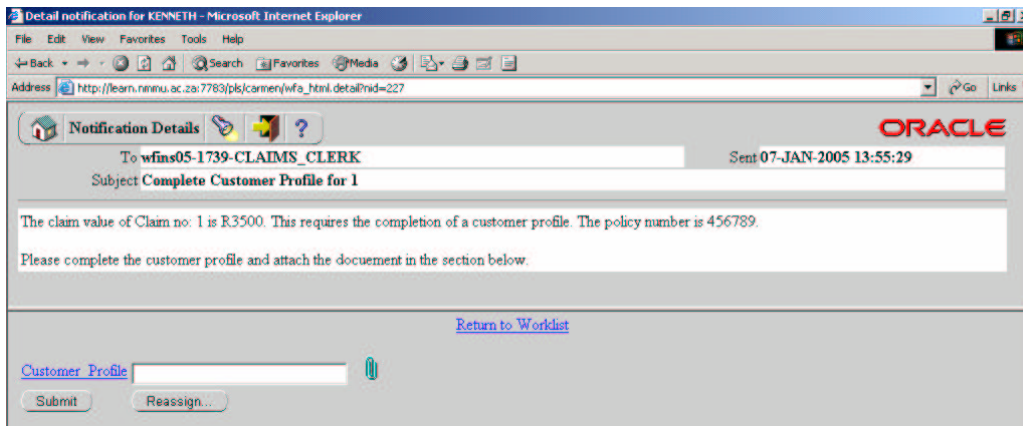 Detail notification for KENNETH - Microsoft Internet Explorer
File Edit View Favorites Tools Help
Back Search Favorites Media
Address http://learn.nmmu.ac.za:7783/pls/carmen/wfa_html.detail?nid=227 Go Links
Notification Details ? ORACLE
To wfins05-1739-CLAIMS_CLERK Sent 07-JAN-2005 13:55:29
Subject Complete Customer Profile for 1
The claim value of Claim no: 1 is R3500. This requires the completion of a customer profile. The policy number is 456789.
Please complete the customer profile and attach the docuement in the section below.
Return to Worklist
Customer Profile
Submit Reassign...